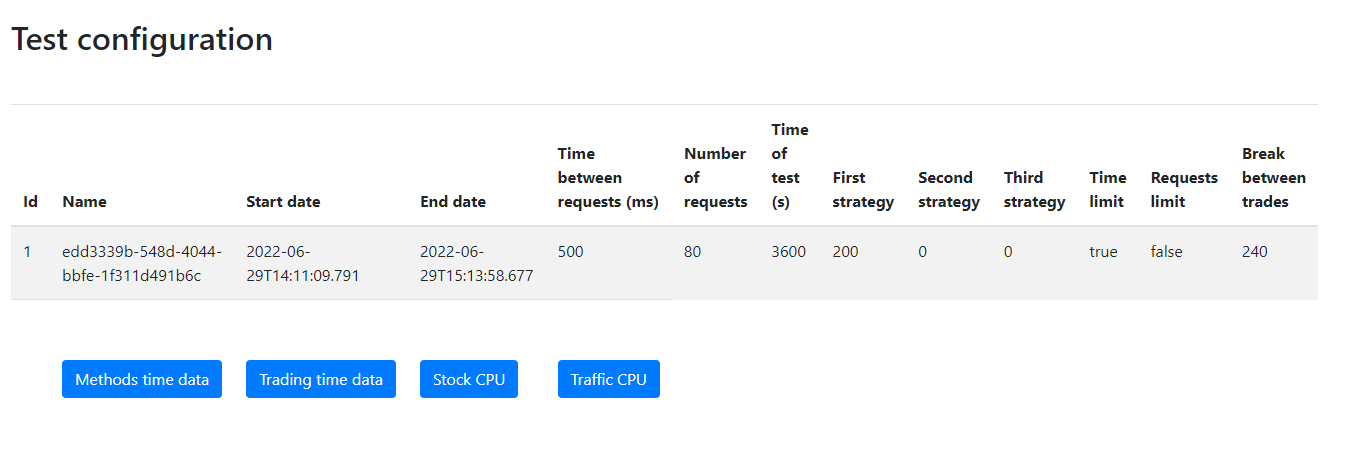 Test configuration
Id Name Start date End date Time between requests (ms) Number of requests Time of test (s) First strategy Second strategy Third strategy Time limit Requests limit Break between trades
1 edd3339b-548d-4044- 2022-06- 2022-06- 500 80 3600 200 0 0 true false 240
bbfe-1f311d491b6c 29T14:11:09.791 29T15:13:58.677
Methods time data Trading time data Stock CPU Traffic CPU